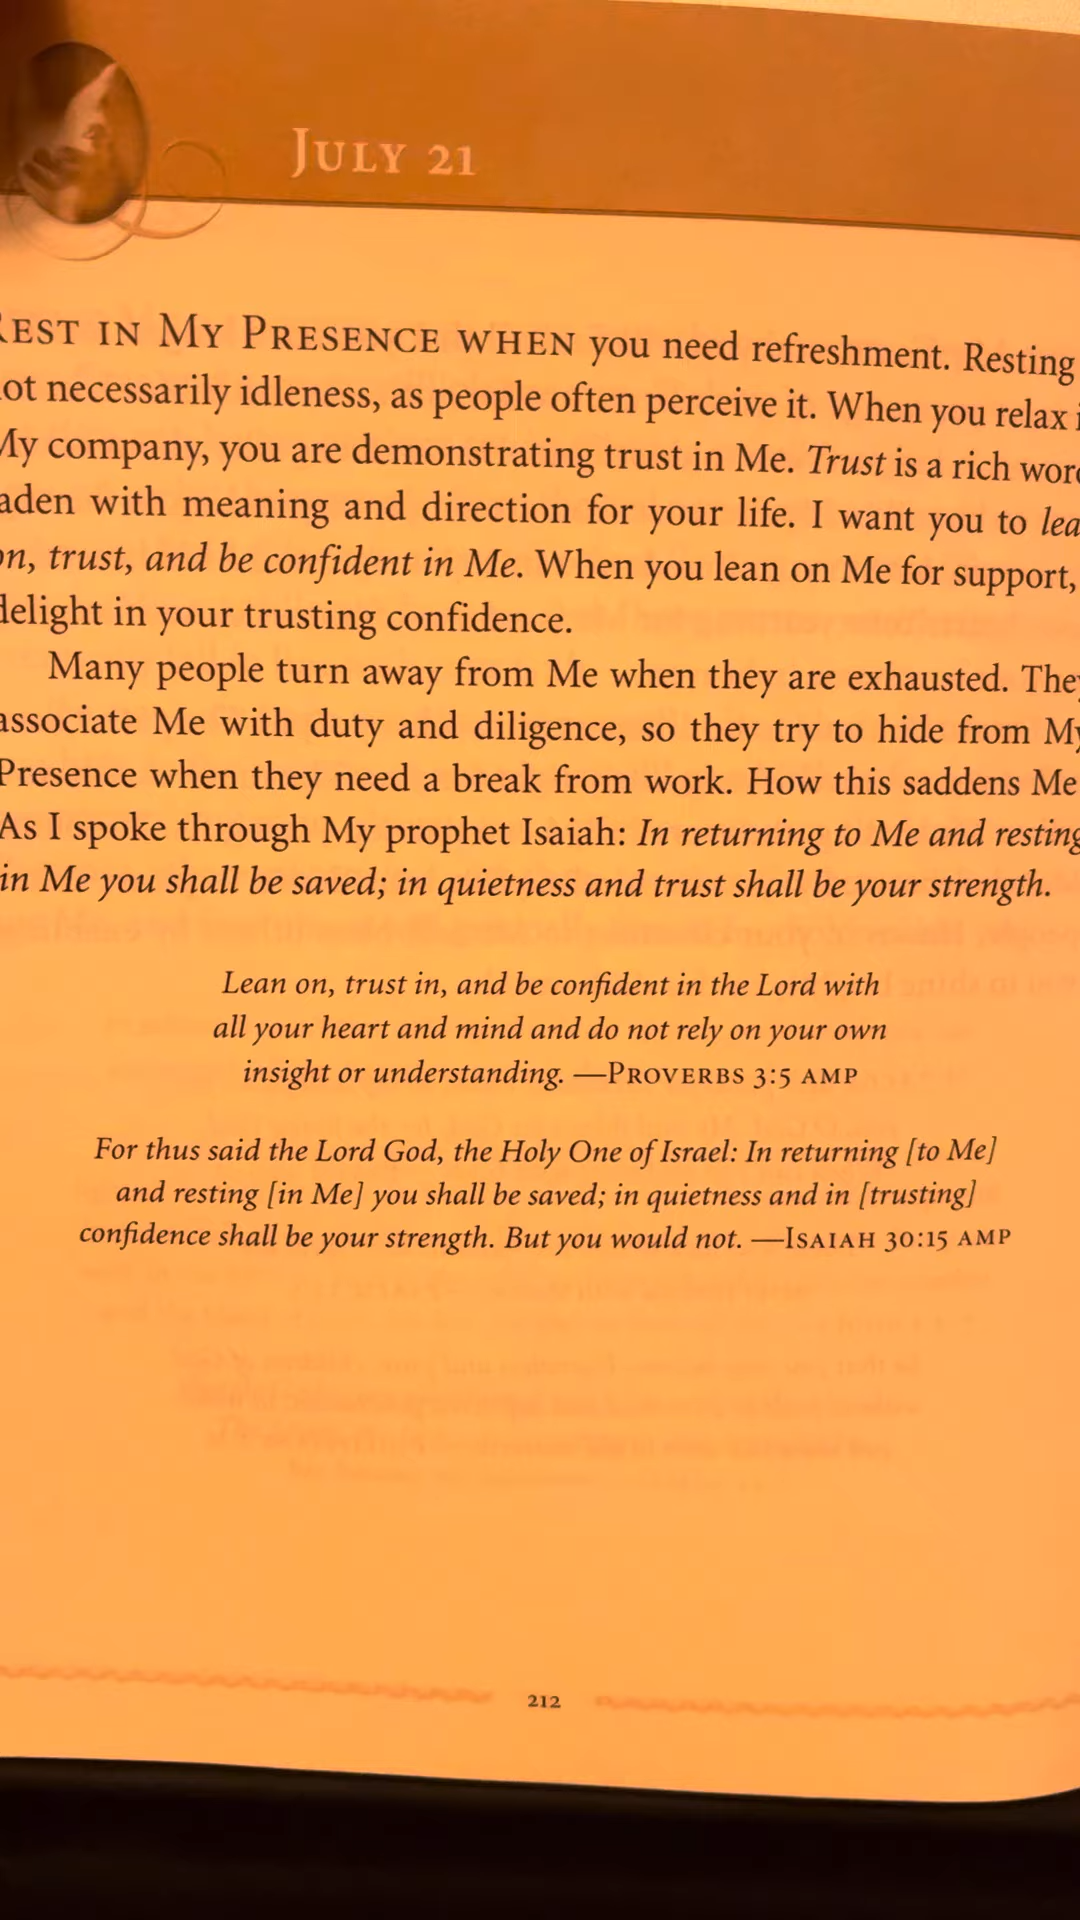 July 21
Rest in My Presence when you need refreshment. Resting
not necessarily idleness, as people often perceive it. When you relax i
My company, you are demonstrating trust in Me. Trust is a rich word
aden with meaning and direction for your life. I want you to lea
on, trust, and be confident in Me. When you lean on Me for support,
delight in your trusting confidence.
Many people turn away from Me when they are exhausted. They
associate Me with duty and diligence, so they try to hide from My
Presence when they need a break from work. How this saddens Me
As I spoke through My prophet Isaiah: In returning to Me and resting
in Me you shall be saved; in quietness and trust shall be your strength.
Lean on, trust in, and be confident in the Lord with
all your heart and mind and do not rely on your own
insight or understanding. —Proverbs 3:5 AMP
For thus said the Lord God, the Holy One of Israel: In returning [to Me]
and resting [in Me] you shall be saved; in quietness and in [trusting]
confidence shall be your strength. But you would not. —Isaiah 30:15 AMP
212